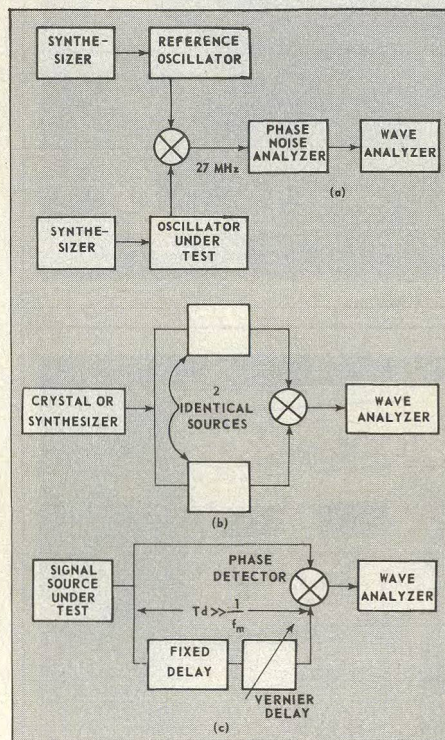 SYNTHE-
SIZER
REFERENCE
OSCILLATOR
27 MHz
PHASE
NOISE
ANALYZER
WAVE
ANALYZER
(a)
SYNTHE-
SIZER
OSCILLATOR
UNDER
TEST
CRYSTAL OR
SYNTHESIZER
2
IDENTICAL
SOURCES
WAVE
ANALYZER
(b)
SIGNAL
SOURCE
UNDER
TEST
PHASE
DETECTOR
WAVE
ANALYZER
Td >> 1/fm
FIXED
DELAY
VERNIER
DELAY
(c)